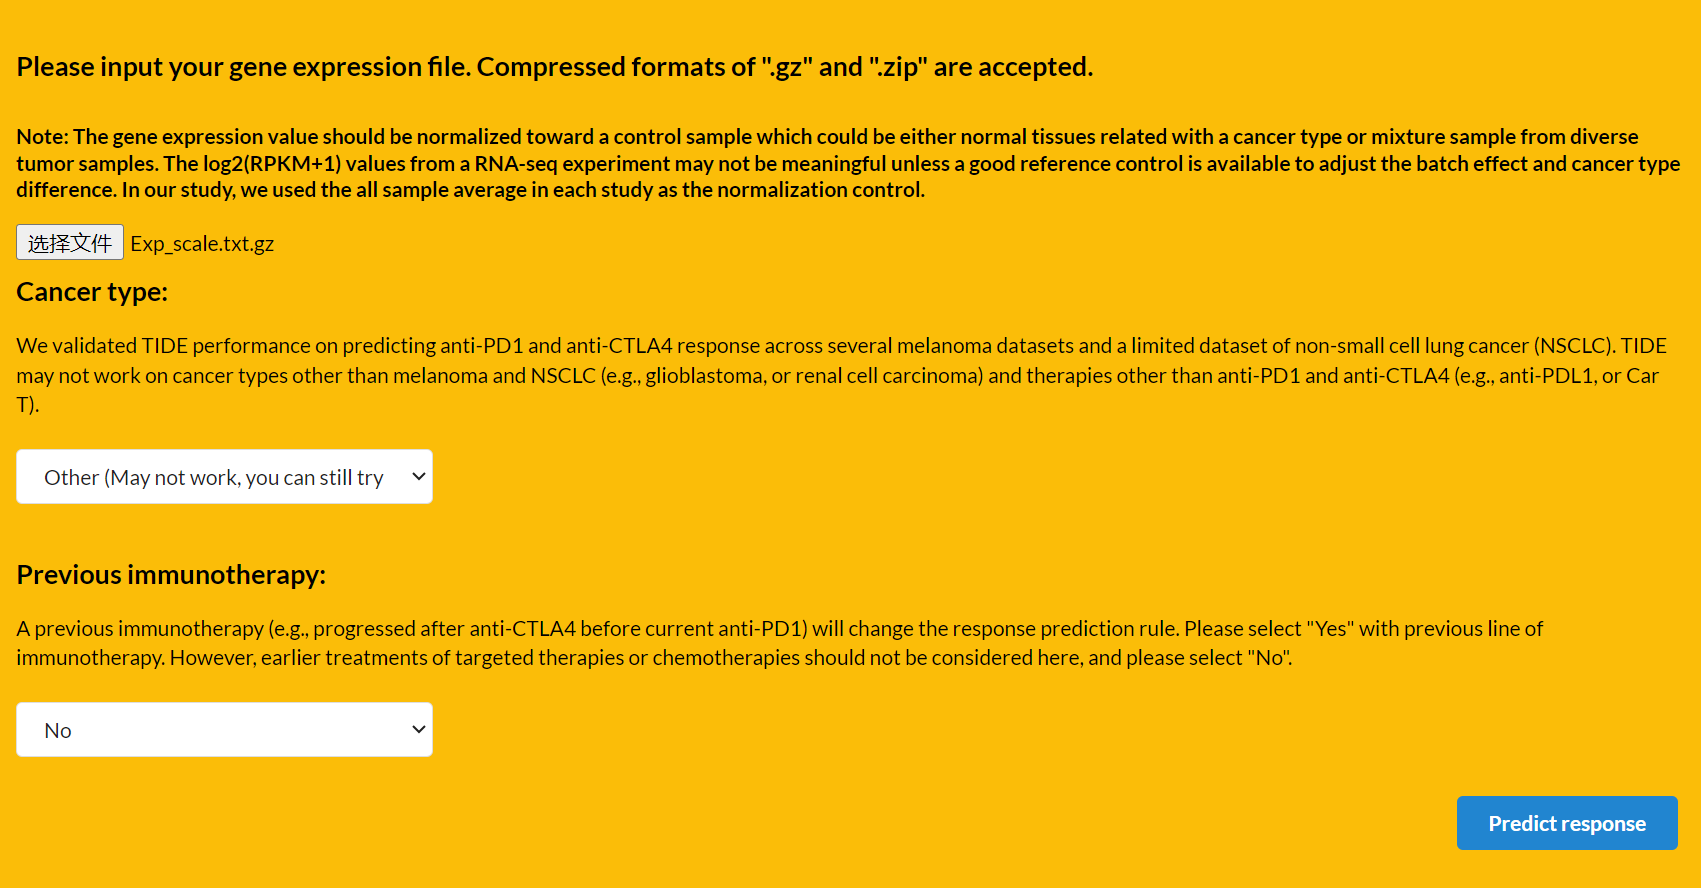 Please input your gene expression file. Compressed formats of ".gz" and ".zip" are accepted.
Note: The gene expression value should be normalized toward a control sample which could be either normal tissues related with a cancer type or mixture sample from diverse
tumor samples. The log2(RPKM+1) values from a RNA-seq experiment may not be meaningful unless a good reference control is available to adjust the batch effect and cancer type
difference. In our study, we used the all sample average in each study as the normalization control.
选择文件 Exp_scale.txt.gz
Cancer type:
We validated TIDE performance on predicting anti-PD1 and anti-CTLA4 response across several melanoma datasets and a limited dataset of non-small cell lung cancer (NSCLC). TIDE
may not work on cancer types other than melanoma and NSCLC (e.g., glioblastoma, or renal cell carcinoma) and therapies other than anti-PD1 and anti-CTLA4 (e.g., anti-PDL1, or Car
T).
Other (May not work, you can still try
Previous immunotherapy:
A previous immunotherapy (e.g., progressed after anti-CTLA4 before current anti-PD1) will change the response prediction rule. Please select "Yes" with previous line of
immunotherapy. However, earlier treatments of targeted therapies or chemotherapies should not be considered here, and please select "No".
No
Predict response